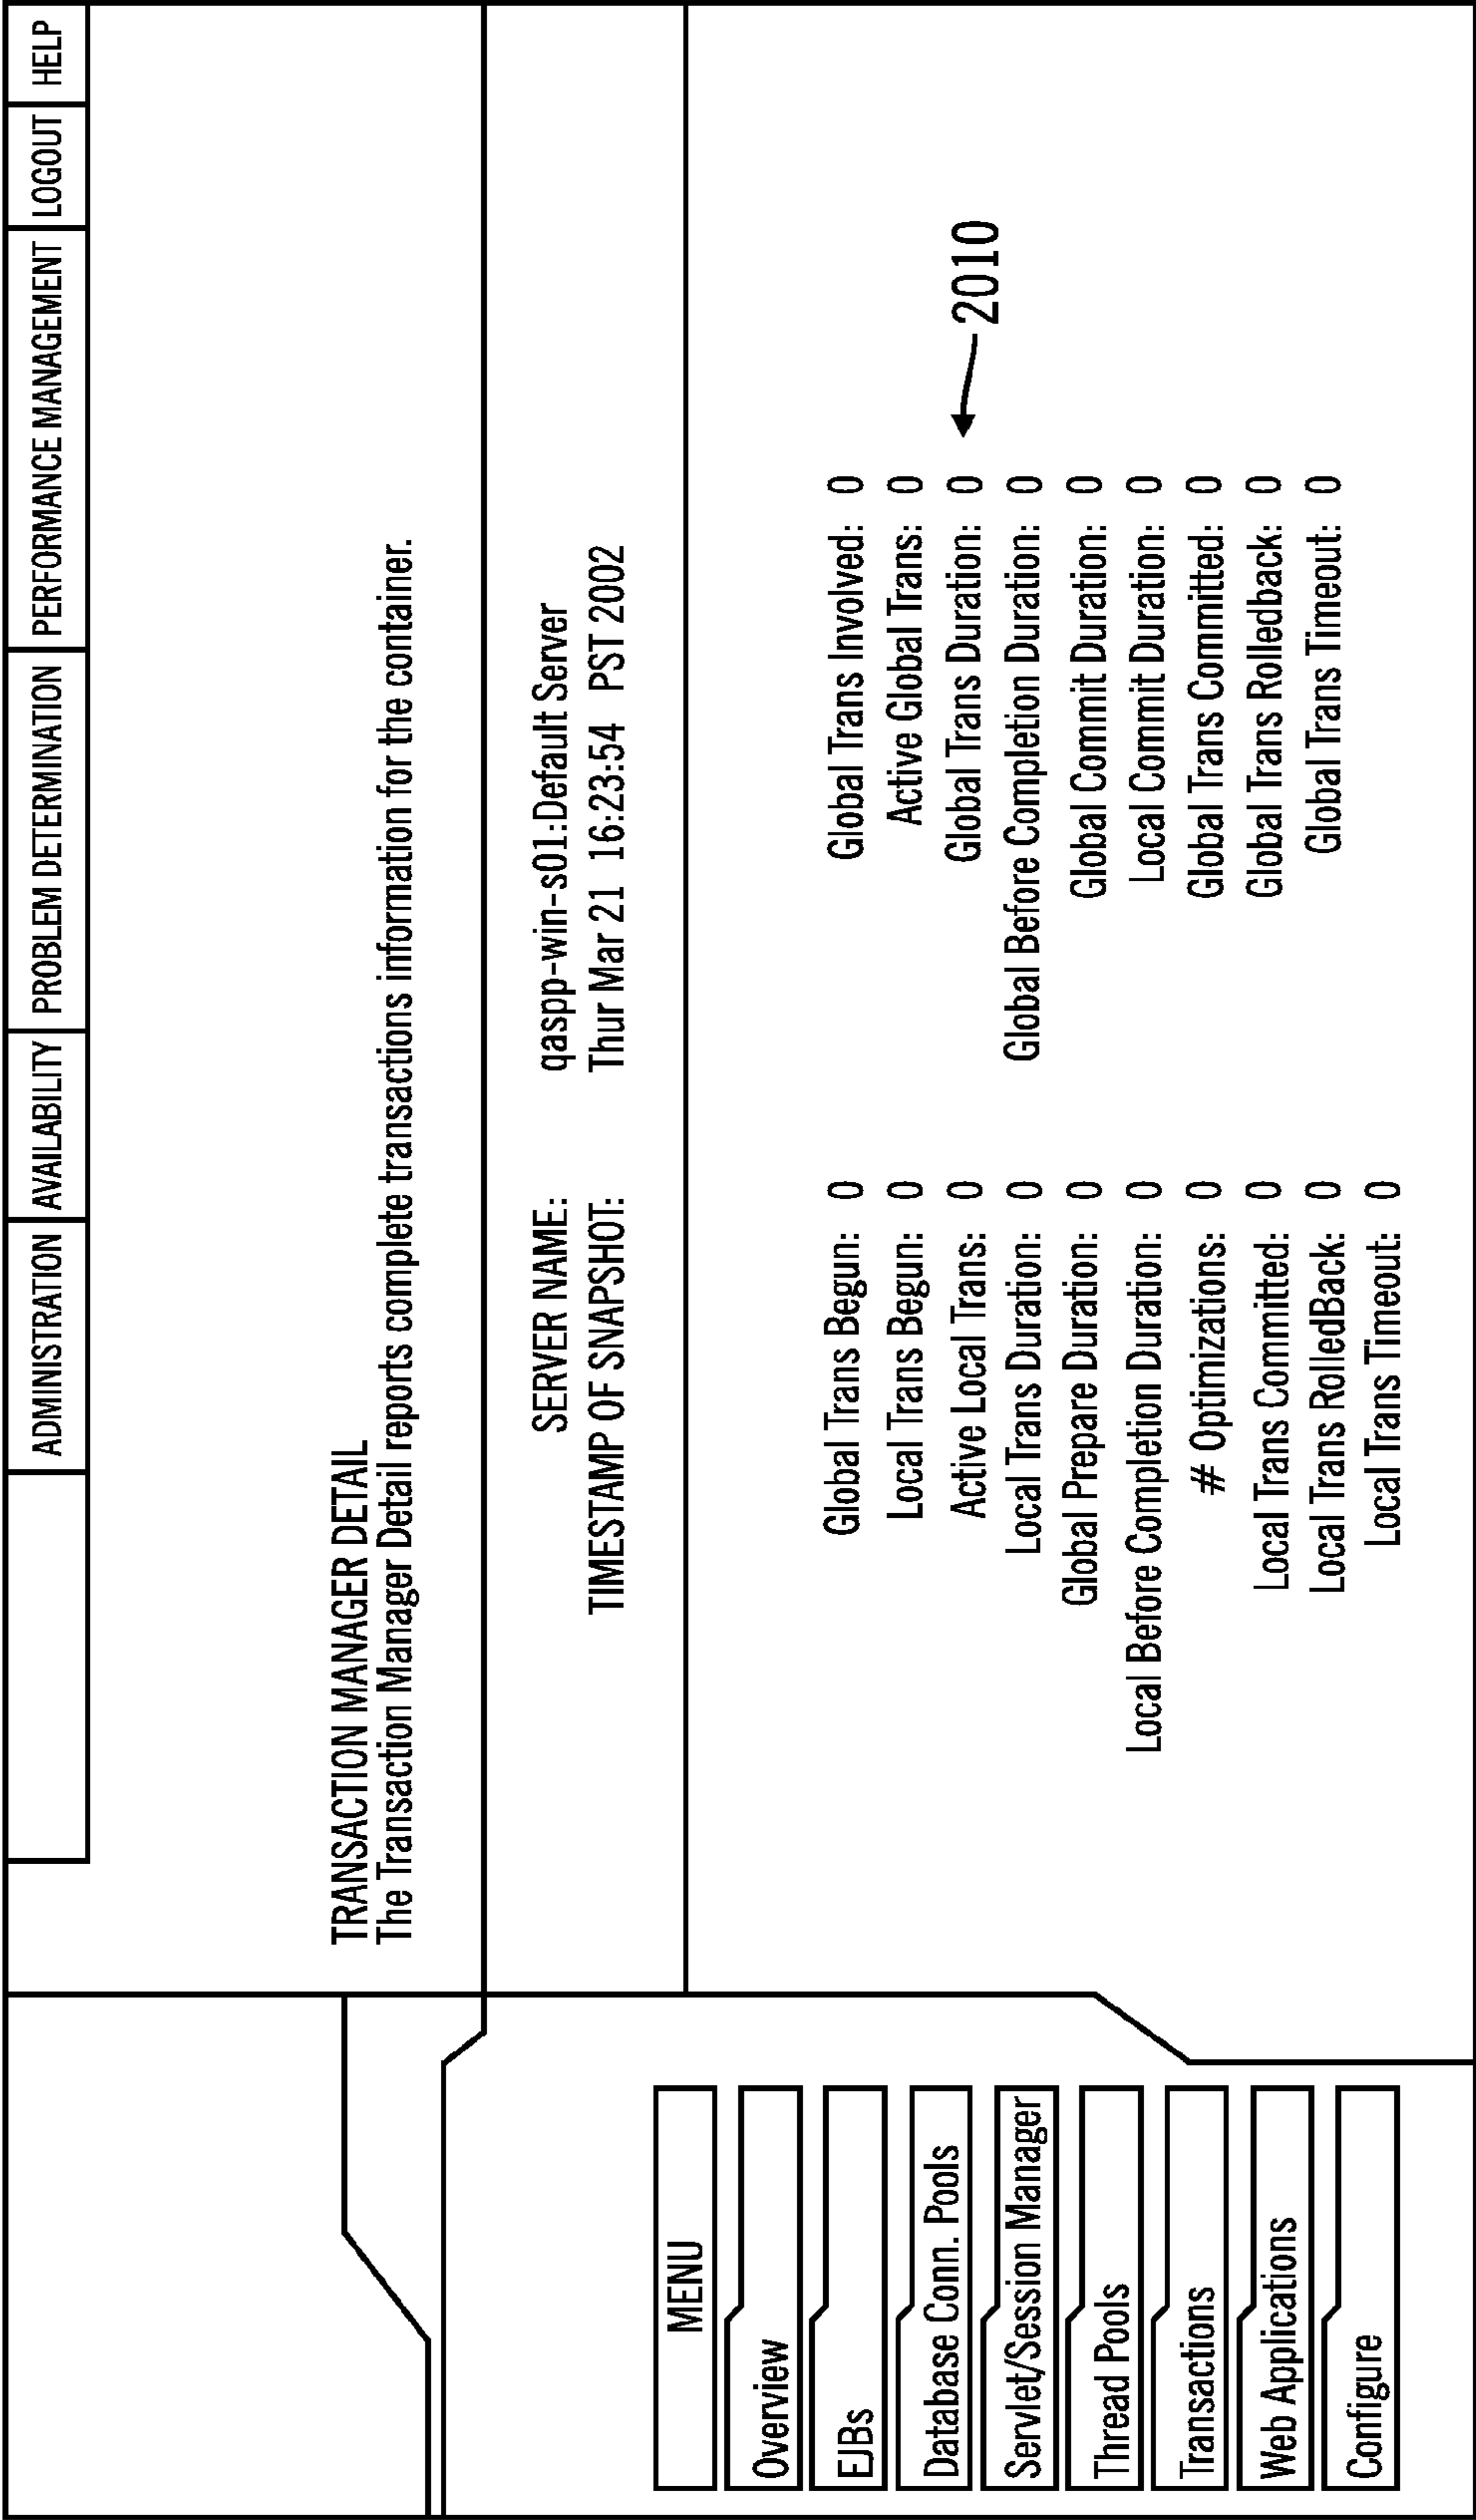 ADMINISTRATION AVAILABILITY PROBLEM DETERMINATION PERFORMANCE MANAGEMENT LOGOUT HELP
TRANSACTION MANAGER DETAIL
The Transaction Manager Detail reports complete transactions information for the container.
SERVER NAME: qaspp-win-s01:Default Server
TIMESTAMP OF SNAPSHOT: Thur Mar 21 16:23:54 PST 2002
MENU
Overview
EJBs
Database Conn. Pools
Servlet/Session Manager
Thread Pools
Transactions
Web Applications
Configure
Global Trans Begun: 0
Local Trans Begun: 0
Active Local Trans: 0
Local Trans Duration: 0
Global Prepare Duration: 0
Local Before Completion Duration: 0
# Optimizations: 0
Local Trans Committed: 0
Local Trans RolledBack: 0
Local Trans Timeout: 0
Global Trans Involved: 0
Active Global Trans: 0
Global Trans Duration: 0
Global Before Completion Duration: 0
Global Commit Duration: 0
Local Commit Duration: 0
Global Trans Committed: 0
Global Trans Rolledback: 0
Global Trans Timeout: 0
2010